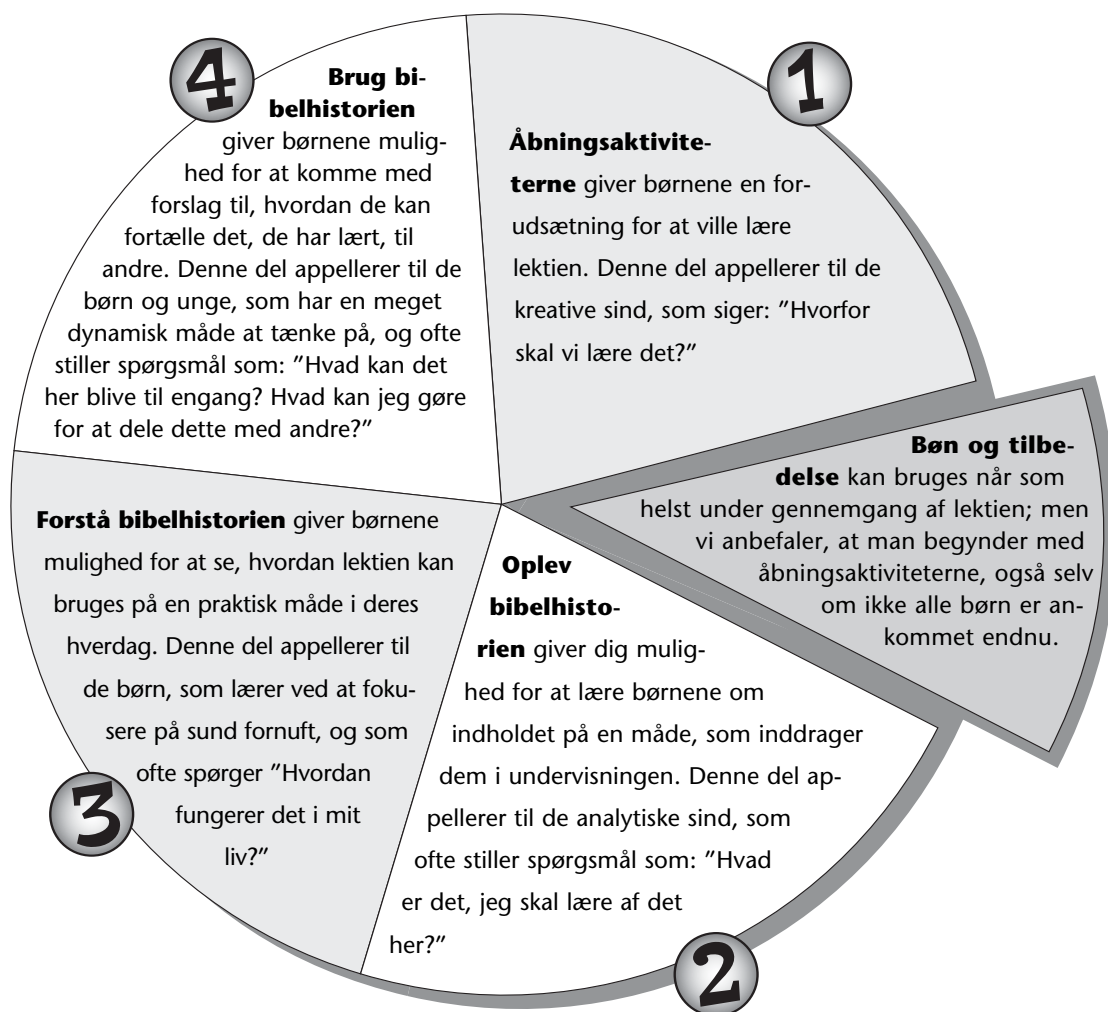 1
Åbningsaktivite-
terne giver børnene en for-
udsætning for at ville lære
lektien. Denne del appellerer til de
kreative sind, som siger: ”Hvorfor
skal vi lære det?”
Bøn og tilbe-
delse kan bruges når som
helst under gennemgang af lektien; men
vi anbefaler, at man begynder med
åbningsaktiviteterne, også selv
om ikke alle børn er an-
kommet endnu.
2
Oplev
bibelhisto-
rien giver dig mulig-
hed for at lære børnene om
indholdet på en måde, som inddrager
dem i undervisningen. Denne del ap-
pellerer til de analytiske sind, som
ofte stiller spørgsmål som: ”Hvad
er det, jeg skal lære af det
her?”
3
Forstå bibelhistorien giver børnene
mulighed for at se, hvordan lektien kan
bruges på en praktisk måde i deres
hverdag. Denne del appellerer til
de børn, som lærer ved at foku-
sere på sund fornuft, og som
ofte spørger ”Hvordan
fungerer det i mit
liv?”
4
Brug bi-
belhistorien
giver børnene mulig-
hed for at komme med
forslag til, hvordan de kan
fortælle det, de har lært, til
andre. Denne del appellerer til de
børn og unge, som har en meget
dynamisk måde at tænke på, og ofte
stiller spørgsmål som: ”Hvad kan det
her blive til engang? Hvad kan jeg gøre
for at dele dette med andre?”